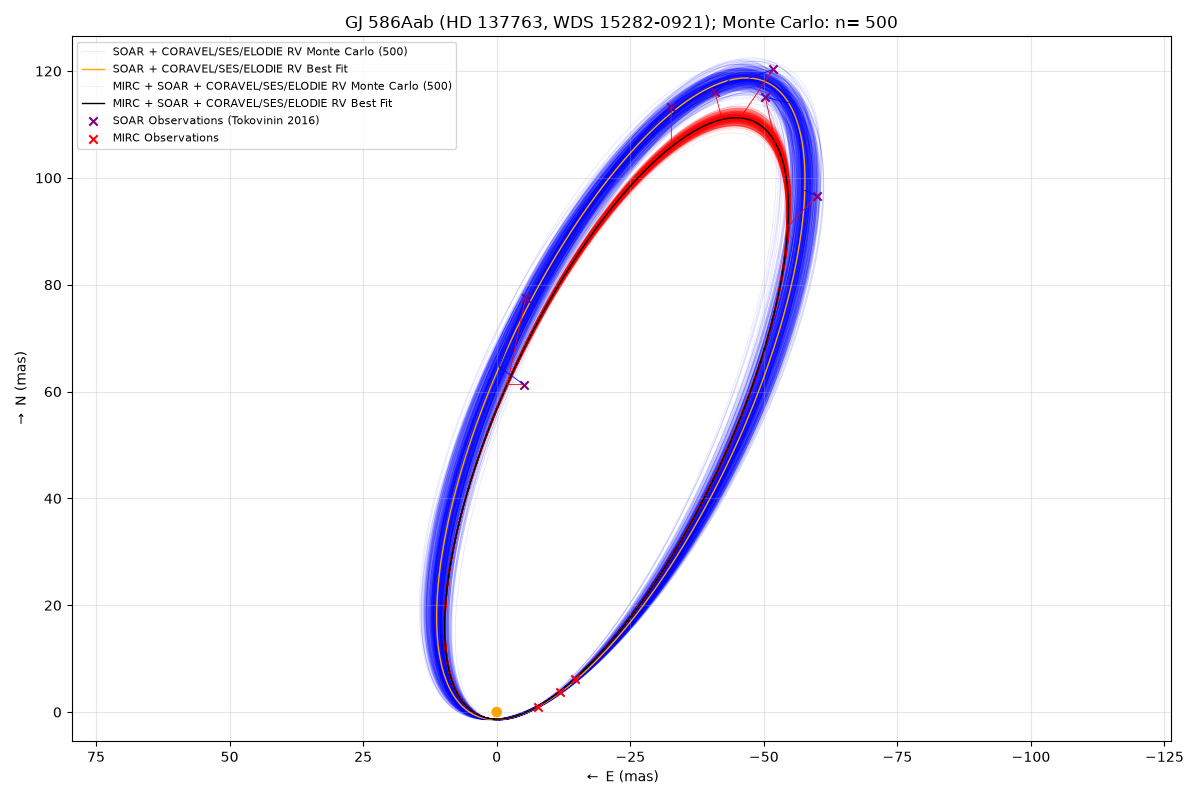 GJ 586Aab (HD 137763, WDS 15282-0921); Monte Carlo: n= 500
SOAR + CORAVEL/SES/ELODIE RV Monte Carlo (500)
SOAR + CORAVEL/SES/ELODIE RV Best Fit
MIRC + SOAR + CORAVEL/SES/ELODIE RV Monte Carlo (500)
MIRC + SOAR + CORAVEL/SES/ELODIE RV Best Fit
SOAR Observations (Tokovinin 2016)
MIRC Observations
120
100
80
60
40
20
0
→ N (mas)
75 50 25 0 −25 −50 −75 −100 −125
← E (mas)